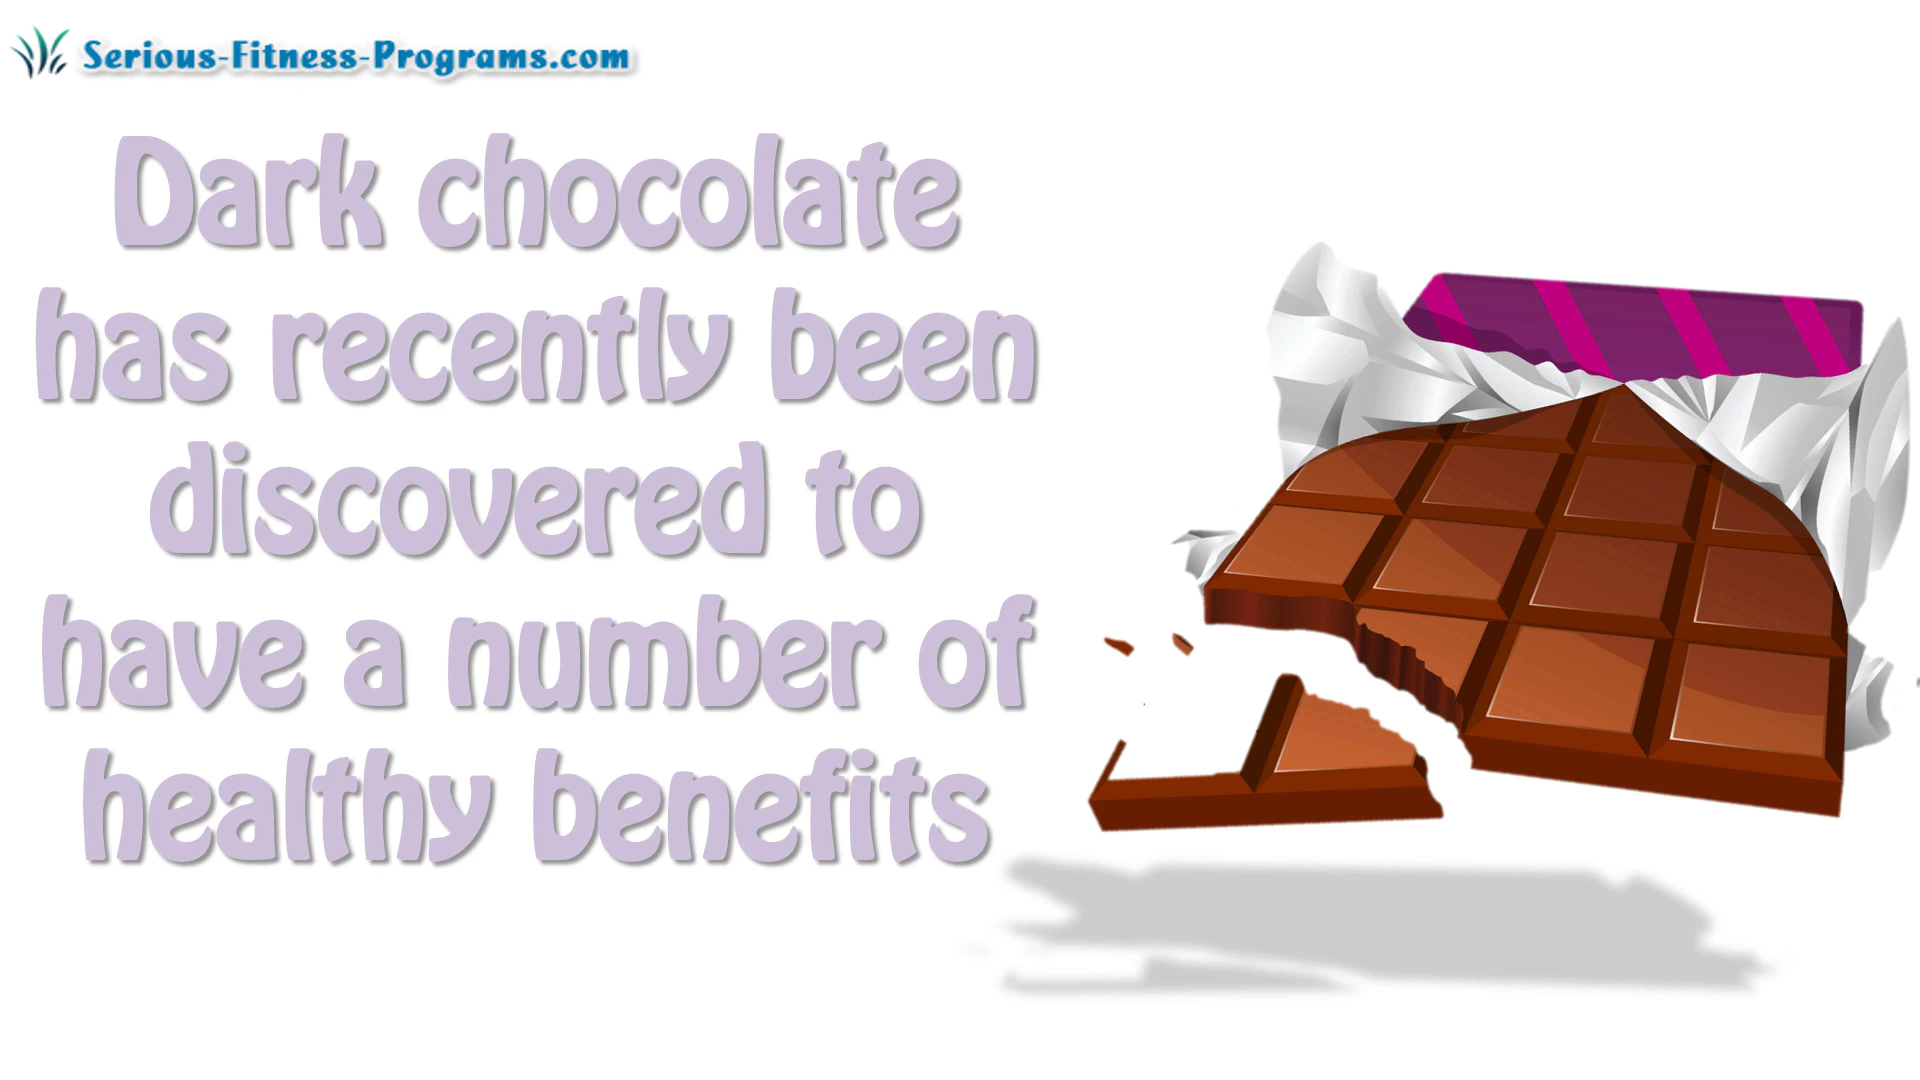 Serious-Fitness-Programs.com
Dark chocolate
has recently been
discovered to
have a number of
healthy benefits